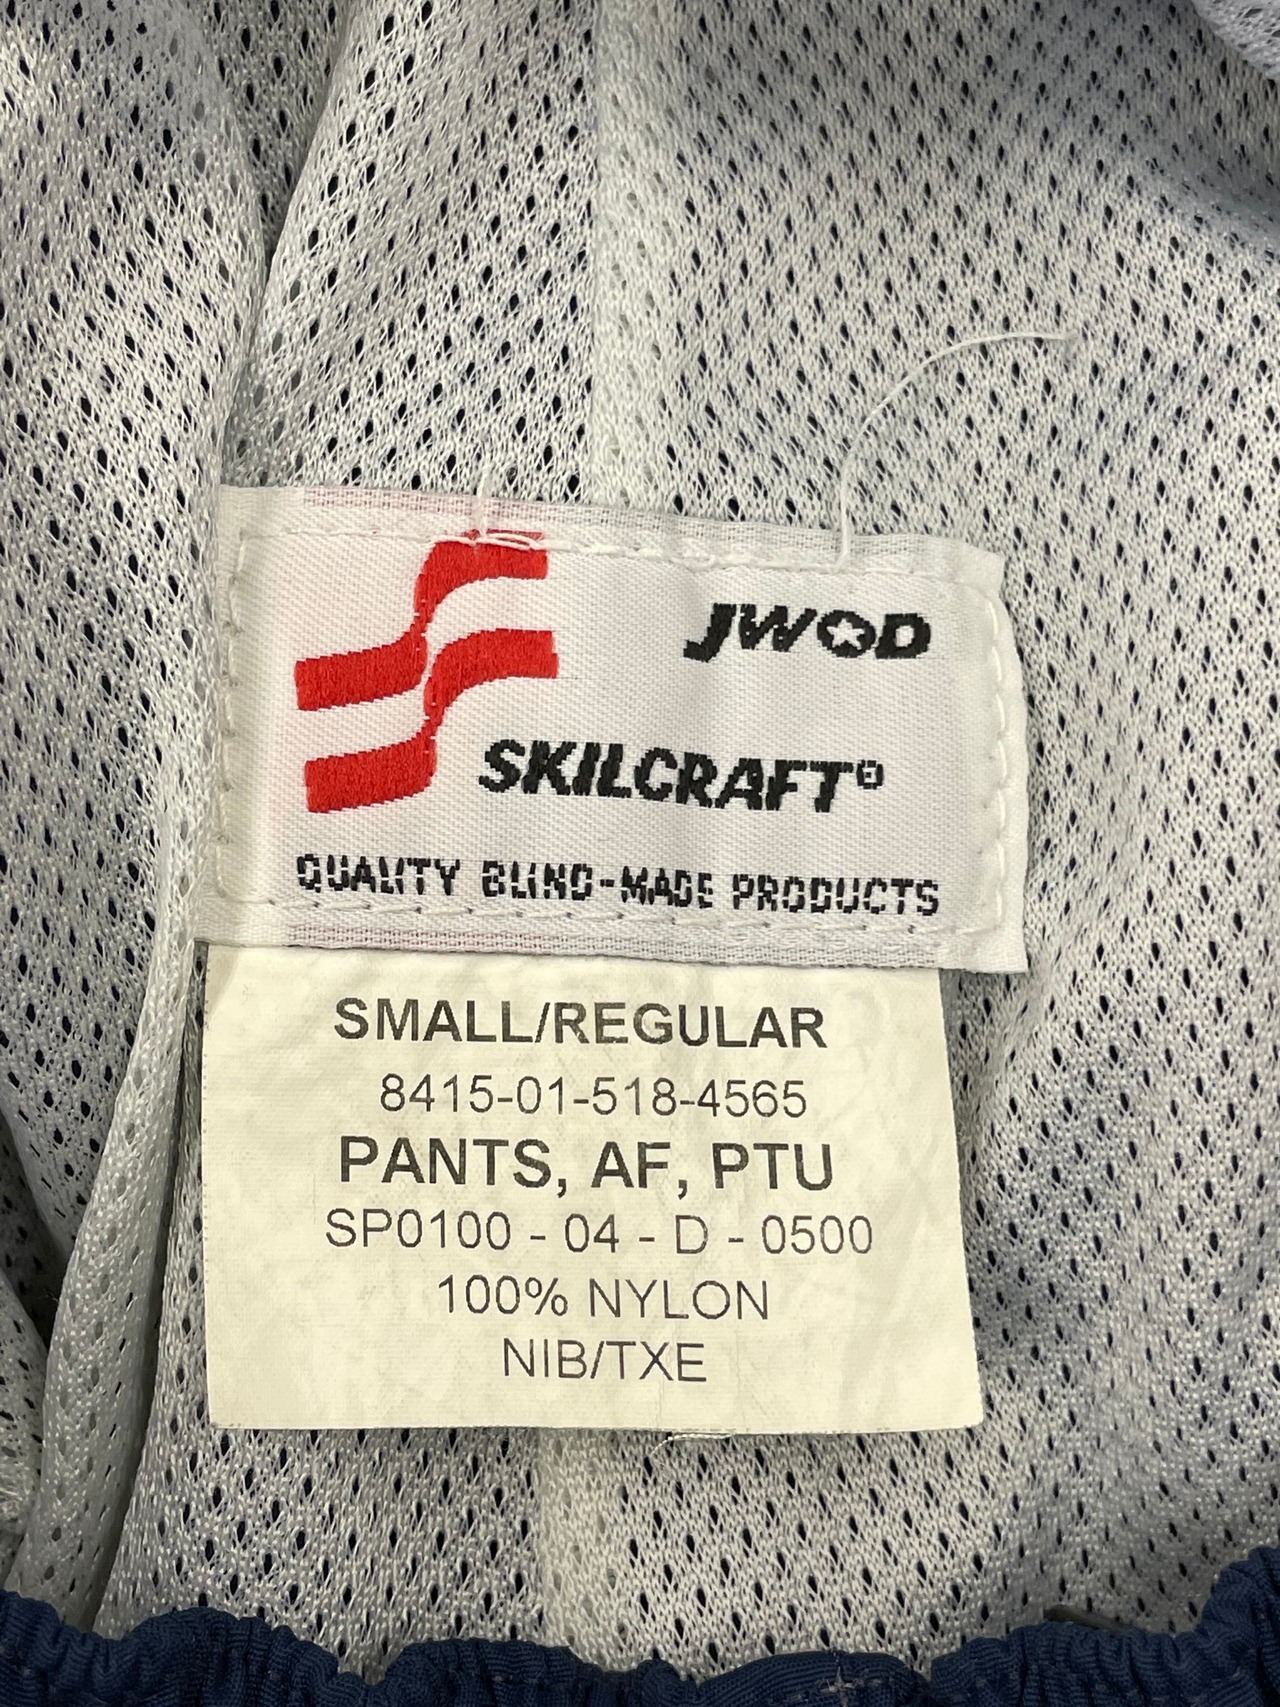 JWOD
SKILCRAFT®
QUALITY BLIND-MADE PRODUCTS
SMALL/REGULAR
8415-01-518-4565
PANTS, AF, PTU
SP0100 - 04 - D - 0500
100% NYLON
NIB/TXE